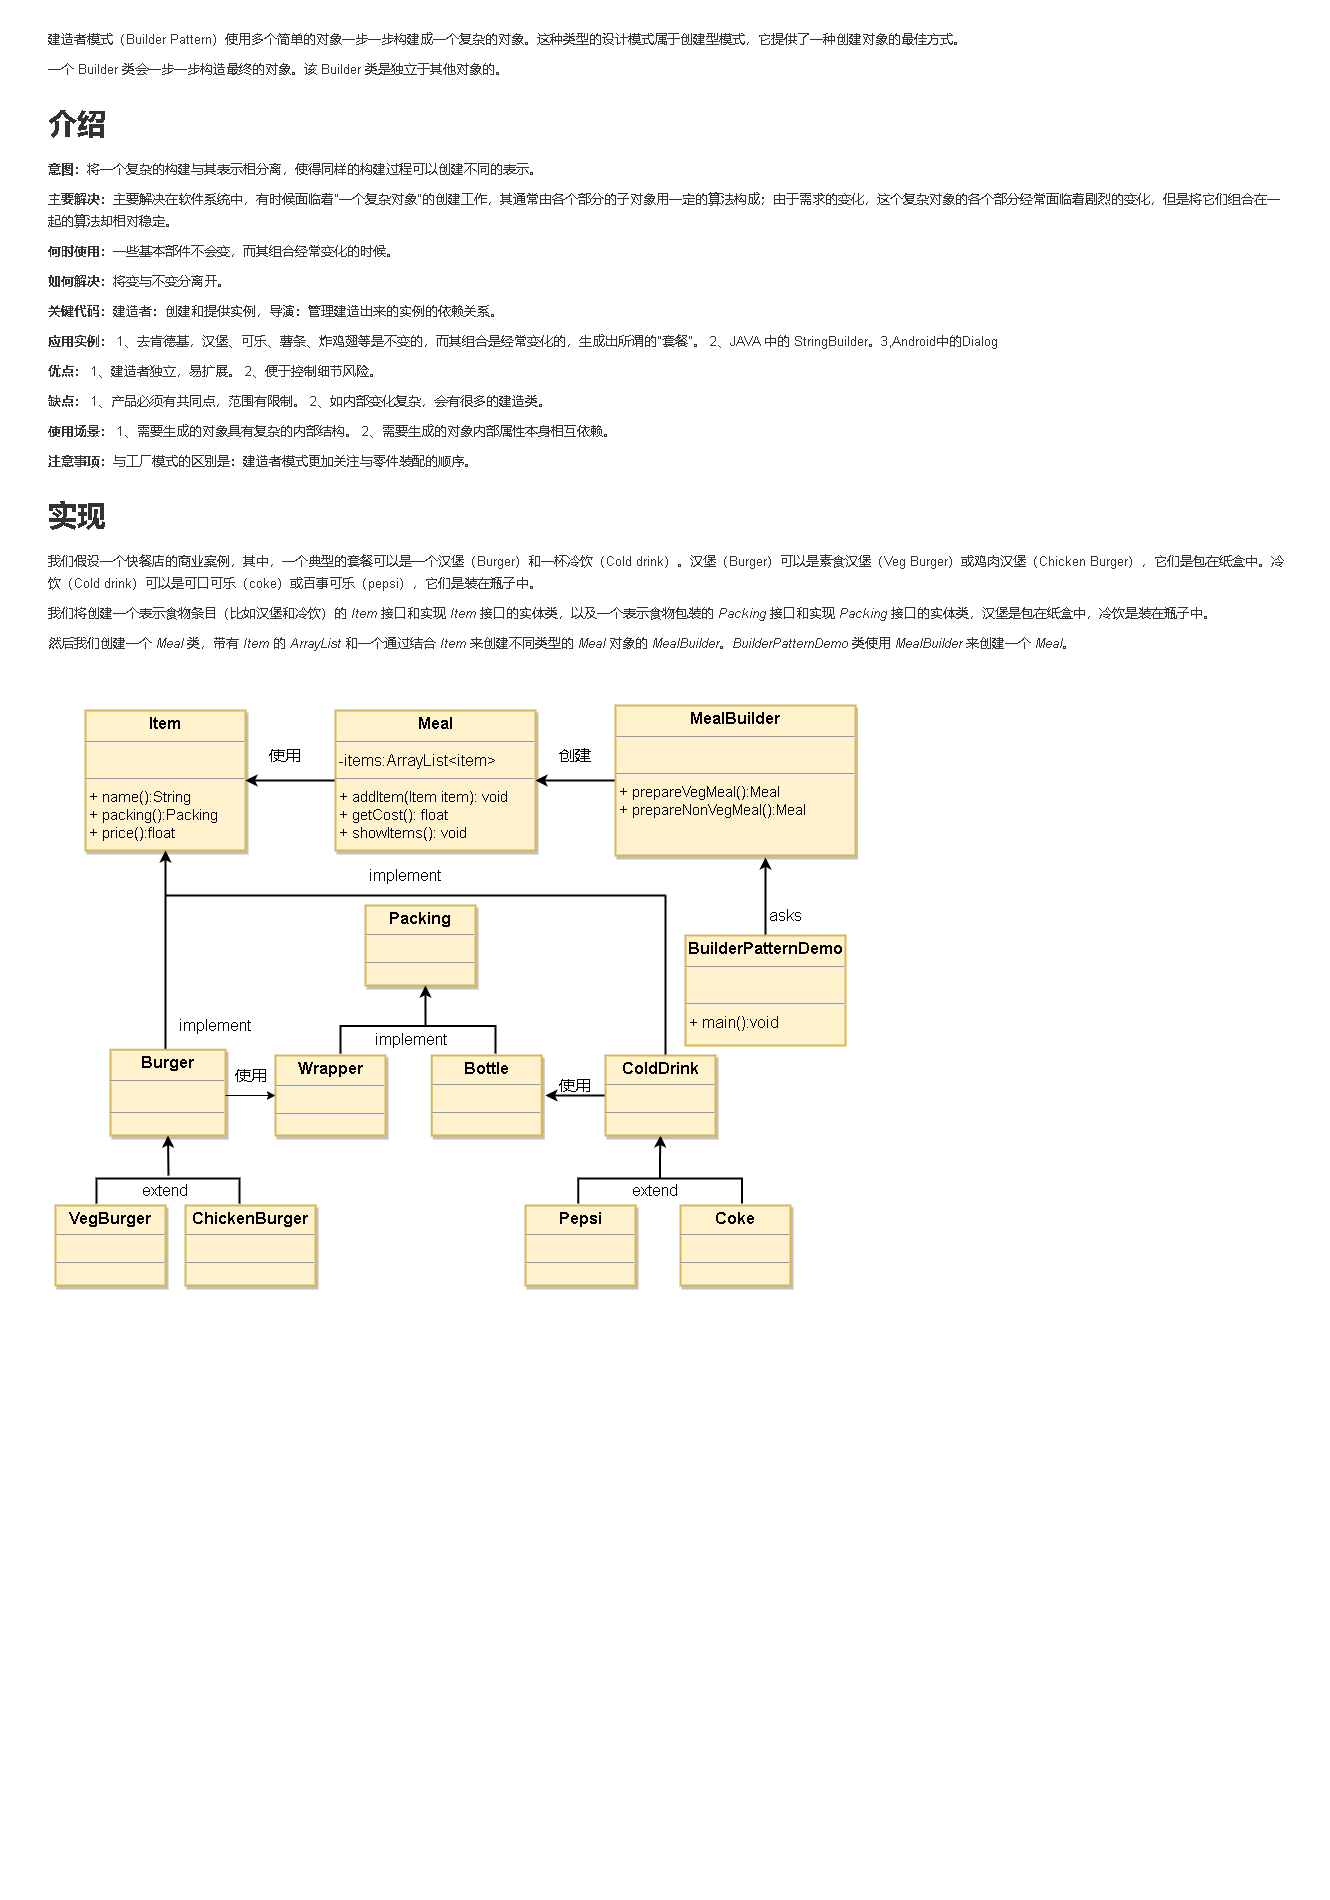 建造者模式（Builder Pattern）使用多个简单的对象一步一步构建成一个复杂的对象。这种类型的设计模式属于创建型模式，它提供了一种创建对象的最佳方式。
一个 Builder 类会一步一步构造最终的对象。该 Builder 类是独立于其他对象的。
介绍
意图：将一个复杂的构建与其表示相分离，使得同样的构建过程可以创建不同的表示。
主要解决：主要解决在软件系统中，有时候面临着"一个复杂对象"的创建工作，其通常由各个部分的子对象用一定的算法构成；由于需求的变化，这个复杂对象的各个部分经常面临着剧烈的变化，但是将它们组合在一
起的算法却相对稳定。
何时使用：一些基本部件不会变，而其组合经常变化的时候。
如何解决：将变与不变分离开。
关键代码：建造者：创建和提供实例，导演：管理建造出来的实例的依赖关系。
应用实例： 1、去肯德基，汉堡、可乐、薯条、炸鸡翅等是不变的，而其组合是经常变化的，生成出所谓的"套餐"。 2、JAVA 中的 StringBuilder。3,Android中的Dialog
优点： 1、建造者独立，易扩展。 2、便于控制细节风险。
缺点： 1、产品必须有共同点，范围有限制。 2、如内部变化复杂，会有很多的建造类。
使用场景： 1、需要生成的对象具有复杂的内部结构。 2、需要生成的对象内部属性本身相互依赖。
注意事项：与工厂模式的区别是：建造者模式更加关注与零件装配的顺序。
实现
我们假设一个快餐店的商业案例，其中，一个典型的套餐可以是一个汉堡（Burger）和一杯冷饮（Cold drink）。汉堡（Burger）可以是素食汉堡（Veg Burger）或鸡肉汉堡（Chicken Burger），它们是包在纸盒中。冷
饮（Cold drink）可以是可口可乐（coke）或百事可乐（pepsi），它们是装在瓶子中。
我们将创建一个表示食物条目（比如汉堡和冷饮）的 Item 接口和实现 Item 接口的实体类，以及一个表示食物包装的 Packing 接口和实现 Packing 接口的实体类，汉堡是包在纸盒中，冷饮是装在瓶子中。
然后我们创建一个 Meal 类，带有 Item 的 ArrayList 和一个通过结合 Item 来创建不同类型的 Meal 对象的 MealBuilder。BuilderPatternDemo 类使用 MealBuilder 来创建一个 Meal。
Item
+ name():String
+ packing():Packing
+ price():float
使用
Meal
-items:ArrayList<item>
+ addItem(Item item): void
+ getCost(): float
+ showItems(): void
创建
MealBuilder
+ prepareVegMeal():Meal
+ prepareNonVegMeal():Meal
implement
asks
Packing
BuilderPatternDemo
+ main():void
implement
implement
Burger
使用
Wrapper
Bottle
使用
ColdDrink
extend
extend
VegBurger
ChickenBurger
Pepsi
Coke